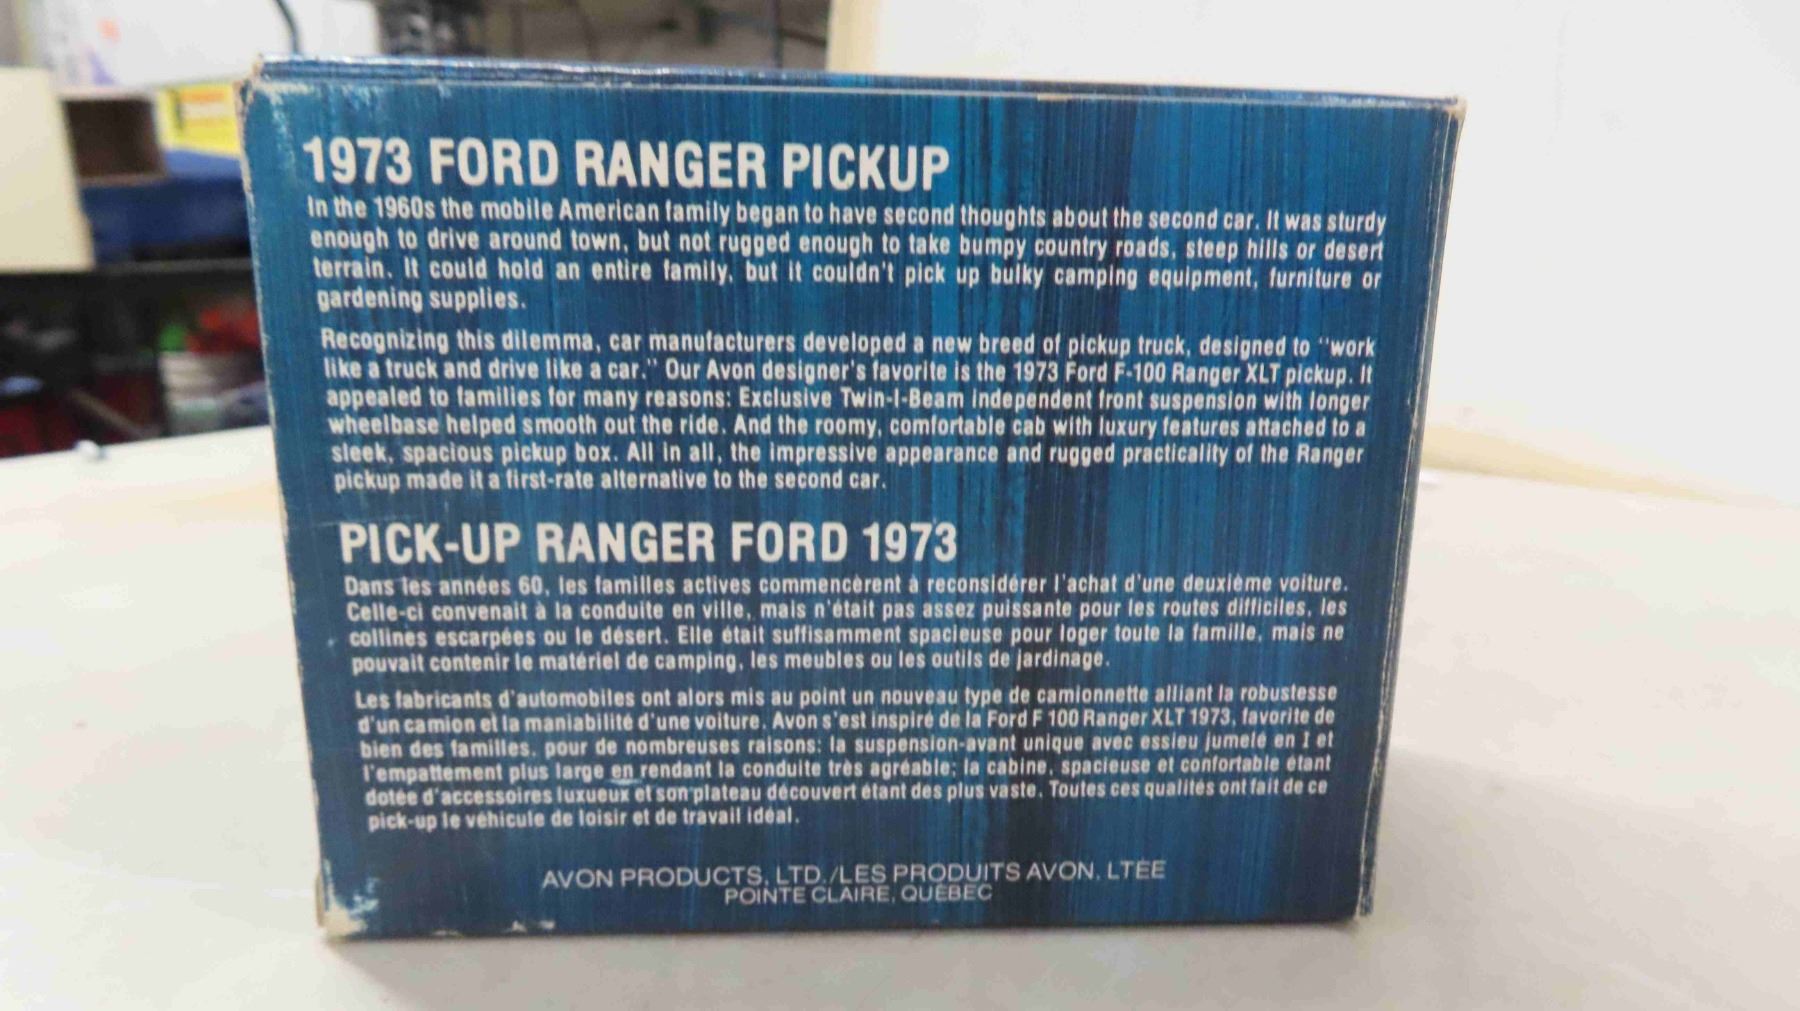 1973 FORD RANGER PICKUP
In the 1960s the mobile American family began to have second thoughts about the second car. It was sturdy
enough to drive around town, but not rugged enough to take bumpy country roads, steep hills or desert
terrain. It could hold an entire family, but it couldn't pick up bulky camping equipment, furniture or
gardening supplies.
Recognizing this dilemma, car manufacturers developed a new breed of pickup truck, designed to "work
like a truck and drive like a car." Our Avon designer's favorite is the 1973 Ford F-100 Ranger XLT pickup. It
appealed to families for many reasons: Exclusive Twin-I-Beam independent front suspension with longer
wheelbase helped smooth out the ride. And the roomy, comfortable cab with luxury features attached to a
sleek, spacious pickup box. All in all, the impressive appearance and rugged practicality of the Ranger
pickup made it a first-rate alternative to the second car.
PICK-UP RANGER FORD 1973
Dans les années 60, les familles actives commencèrent à reconsidérer l'achat d'une deuxième voiture.
Celle-ci convenait à la conduite en ville, mais n'était pas assez puissante pour les routes difficiles, les
collines escarpées ou le désert. Elle était suffisamment spacieuse pour loger toute la famille, mais ne
pouvait contenir le matériel de camping, les meubles ou les outils de jardinage.
Les fabricants d'automobiles ont alors mis au point un nouveau type de camionnette alliant la robustesse
d'un camion et la maniabilité d'une voiture. Avon s'est inspiré de la Ford F 100 Ranger XLT 1973, favorite de
bien des familles, pour de nombreuses raisons: la suspension-avant unique avec essieu jumelé en I et
l'empattement plus large en rendant la conduite très agréable; la cabine, spacieuse et confortable étant
dotée d'accessoires luxueux et son plateau découvert étant des plus vaste. Toutes ces qualités ont fait de ce
pick-up le véhicule de loisir et de travail idéal.
AVON PRODUCTS, LTD./LES PRODUITS AVON, LTÉE
POINTE CLAIRE, QUÉBEC